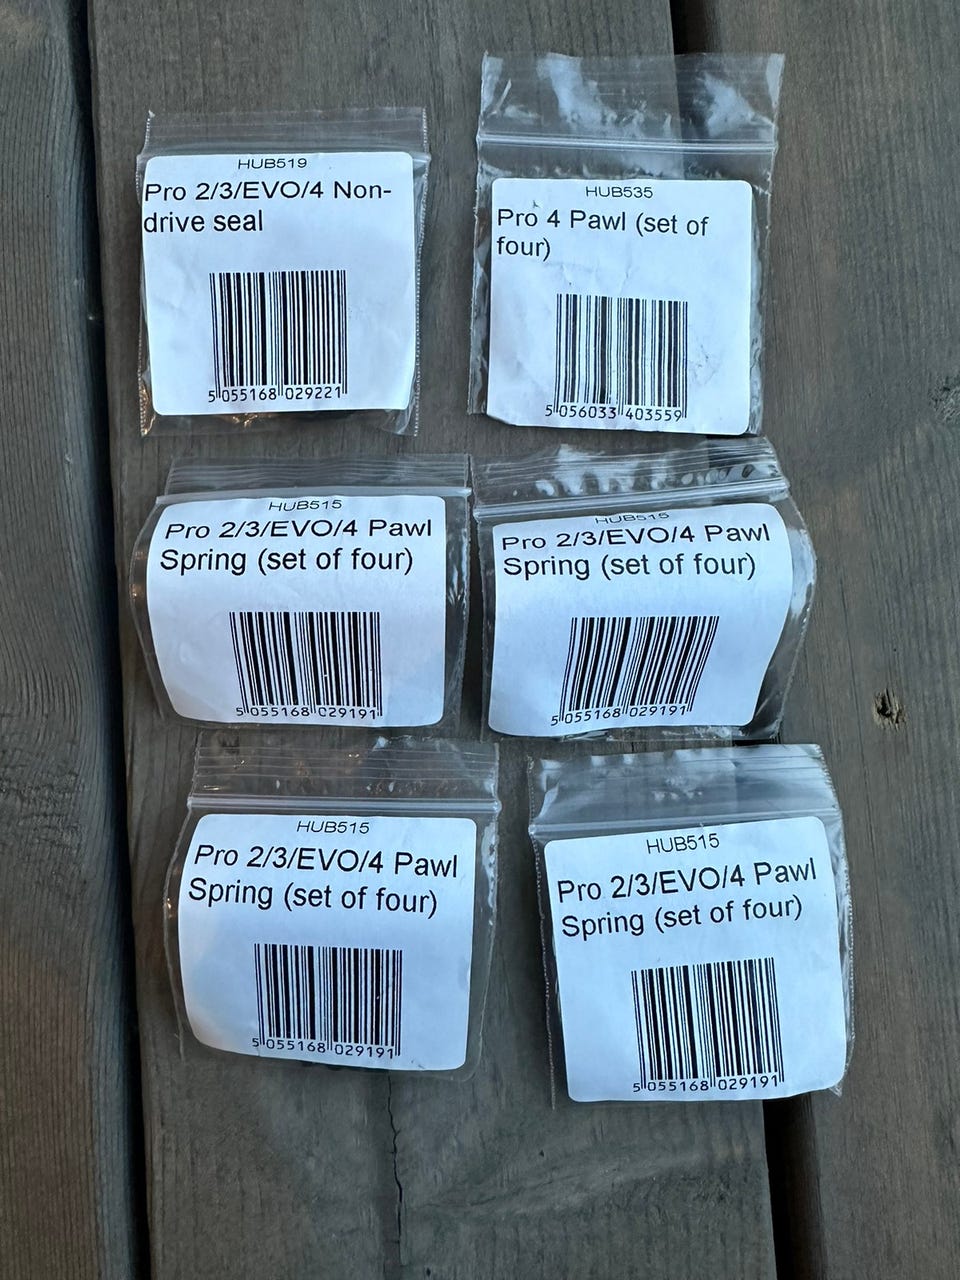 HUB519
Pro 2/3/EVO/4 Non-
drive seal
5 055168 029221
HUB535
Pro 4 Pawl (set of
four)
5 056033 403559
HUB515
Pro 2/3/EVO/4 Pawl
Spring (set of four)
5 055168 029191
HUB515
Pro 2/3/EVO/4 Pawl
Spring (set of four)
5 055168 029191
HUB515
Pro 2/3/EVO/4 Pawl
Spring (set of four)
5 055168 029191
HUB515
Pro 2/3/EVO/4 Pawl
Spring (set of four)
5 055168 029191